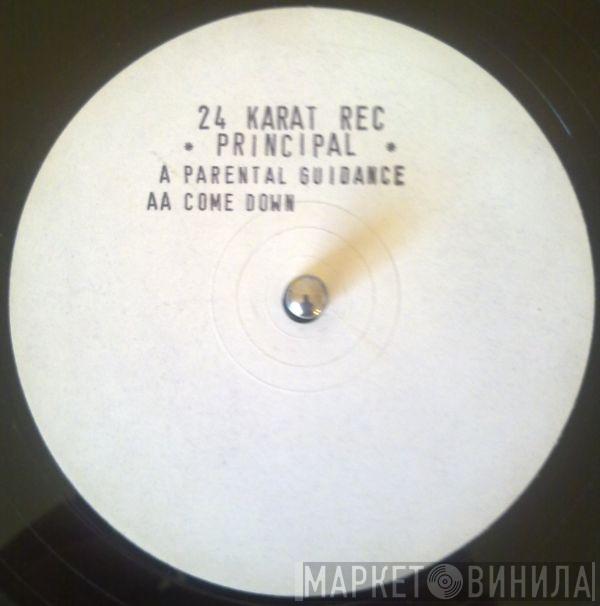 24 KARAT REC
* PRINCIPAL *
A PARENTAL GUIDANCE
AA COME DOWN
МАРКЕТ ВИНИЛА